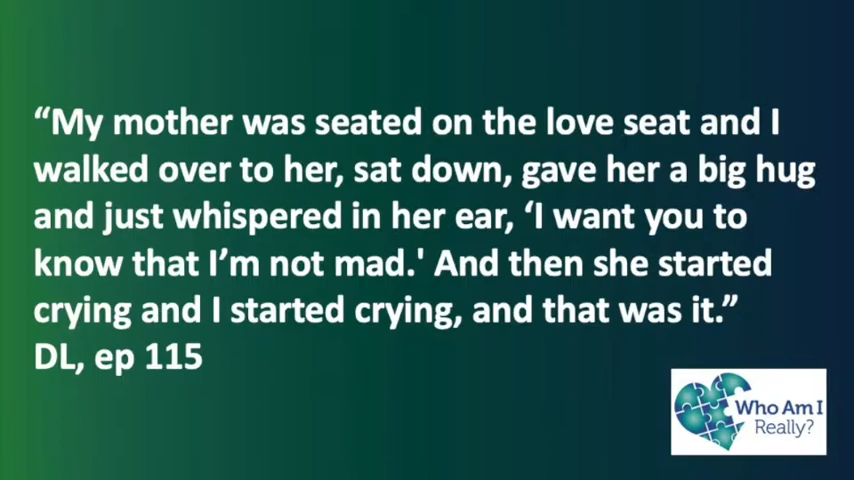 “My mother was seated on the love seat and I
walked over to her, sat down, gave her a big hug
and just whispered in her ear, ‘I want you to
know that I’m not mad.' And then she started
crying and I started crying, and that was it.”
DL, ep 115
Who Am I
Really?